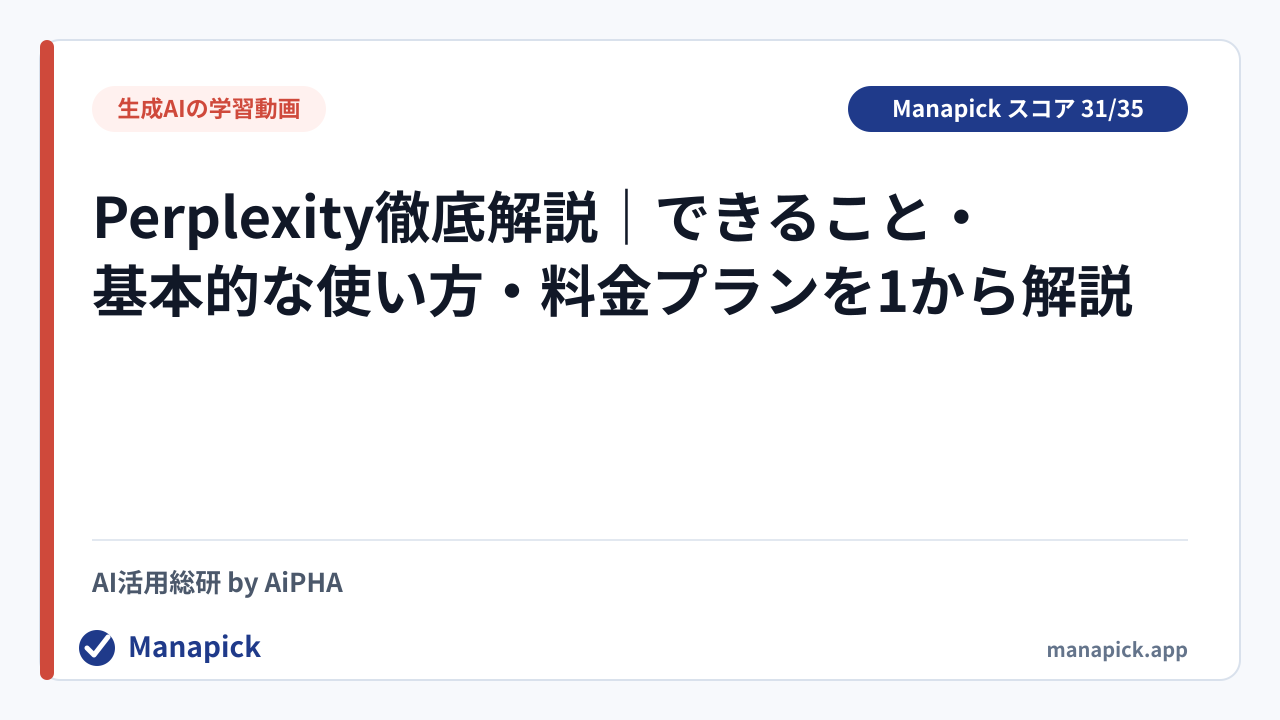 生成AIの学習動画
Manapick スコア 31/35
Perplexity徹底解説｜できること・
基本的な使い方・料金プランを1から解説
AI活用総研 by AiPHA
Manapick
manapick.app